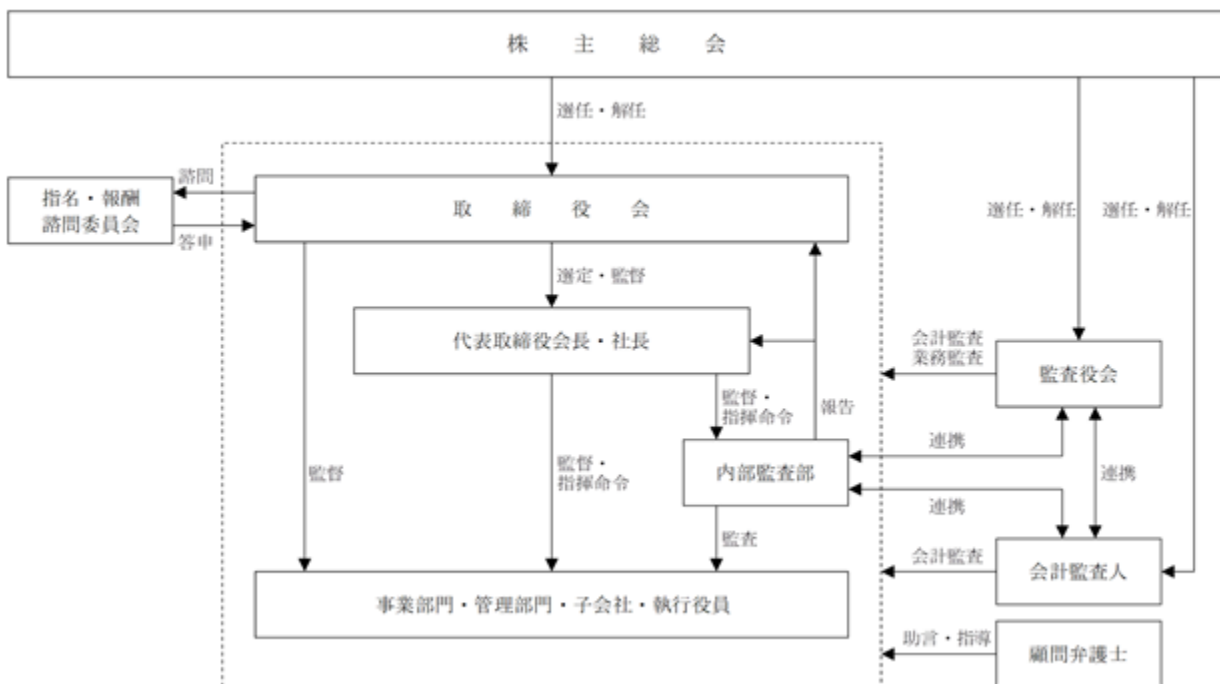 株主総会
選任・解任
諮問
指名・報酬
諮問委員会
答申
取締役会
選任・解任
選任・解任
選定・監督
代表取締役会長・社長
会計監査
業務監査
監査役会
監督・
指揮命令
報告
連携
監督
監督・
指揮命令
内部監査部
連携
連携
監査
会計監査
会計監査人
事業部門・管理部門・子会社・執行役員
助言・指導
顧問弁護士